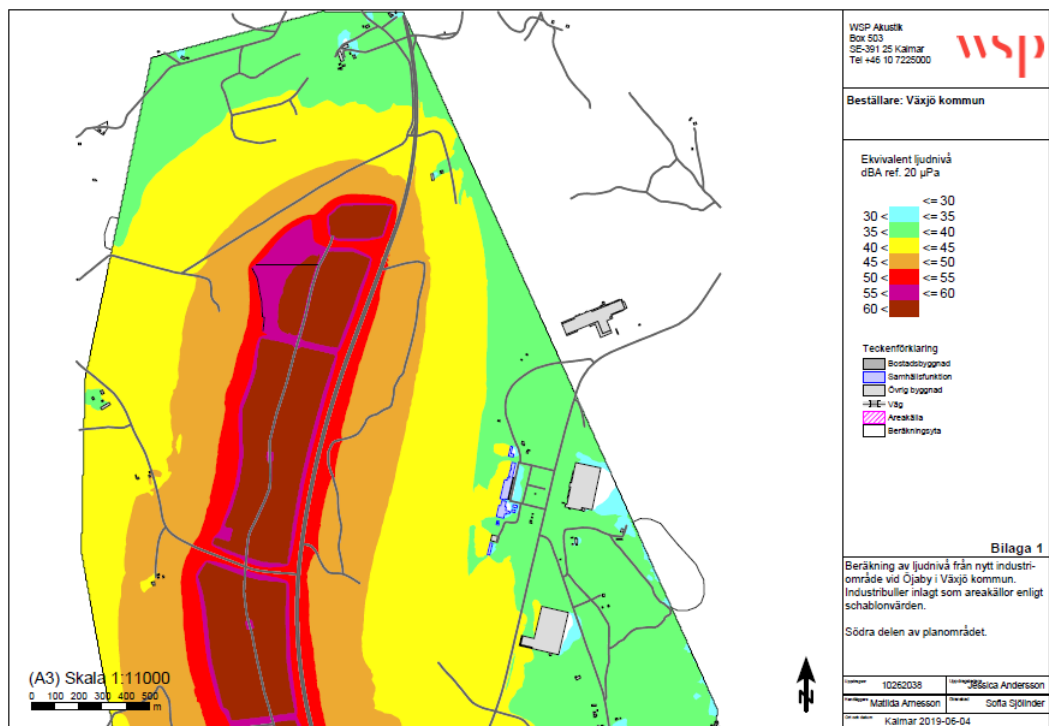 WSP Akustik
Box 503
SE-391 25 Kalmar
Tel +46 10 7225000
wsp
Beställare: Växjö kommun
Ekvivalent ljudnivå
dBA ref. 20 µPa
<= 30
30 < <= 35
35 < <= 40
40 < <= 45
45 < <= 50
50 < <= 55
55 < <= 60
60 <
Teckenförklaring
Bostadsbyggnad
Samhällsfunktion
Övrig byggnad
Väg
Areakälla
Beräkningsyta
Bilaga 1
Beräkning av ljudnivå från nytt industri-
område vid Öjaby i Växjö kommun.
Industribuller inlagt som areakällor enligt
schablonvärden.
Södra delen av planområdet.
10262038
Jessica Andersson
Matilda Arnesson
Sofia Sjölinder
Kalmar 2019-06-04
(A3) Skala 1:11000
0 100 200 300 400 500
m
N